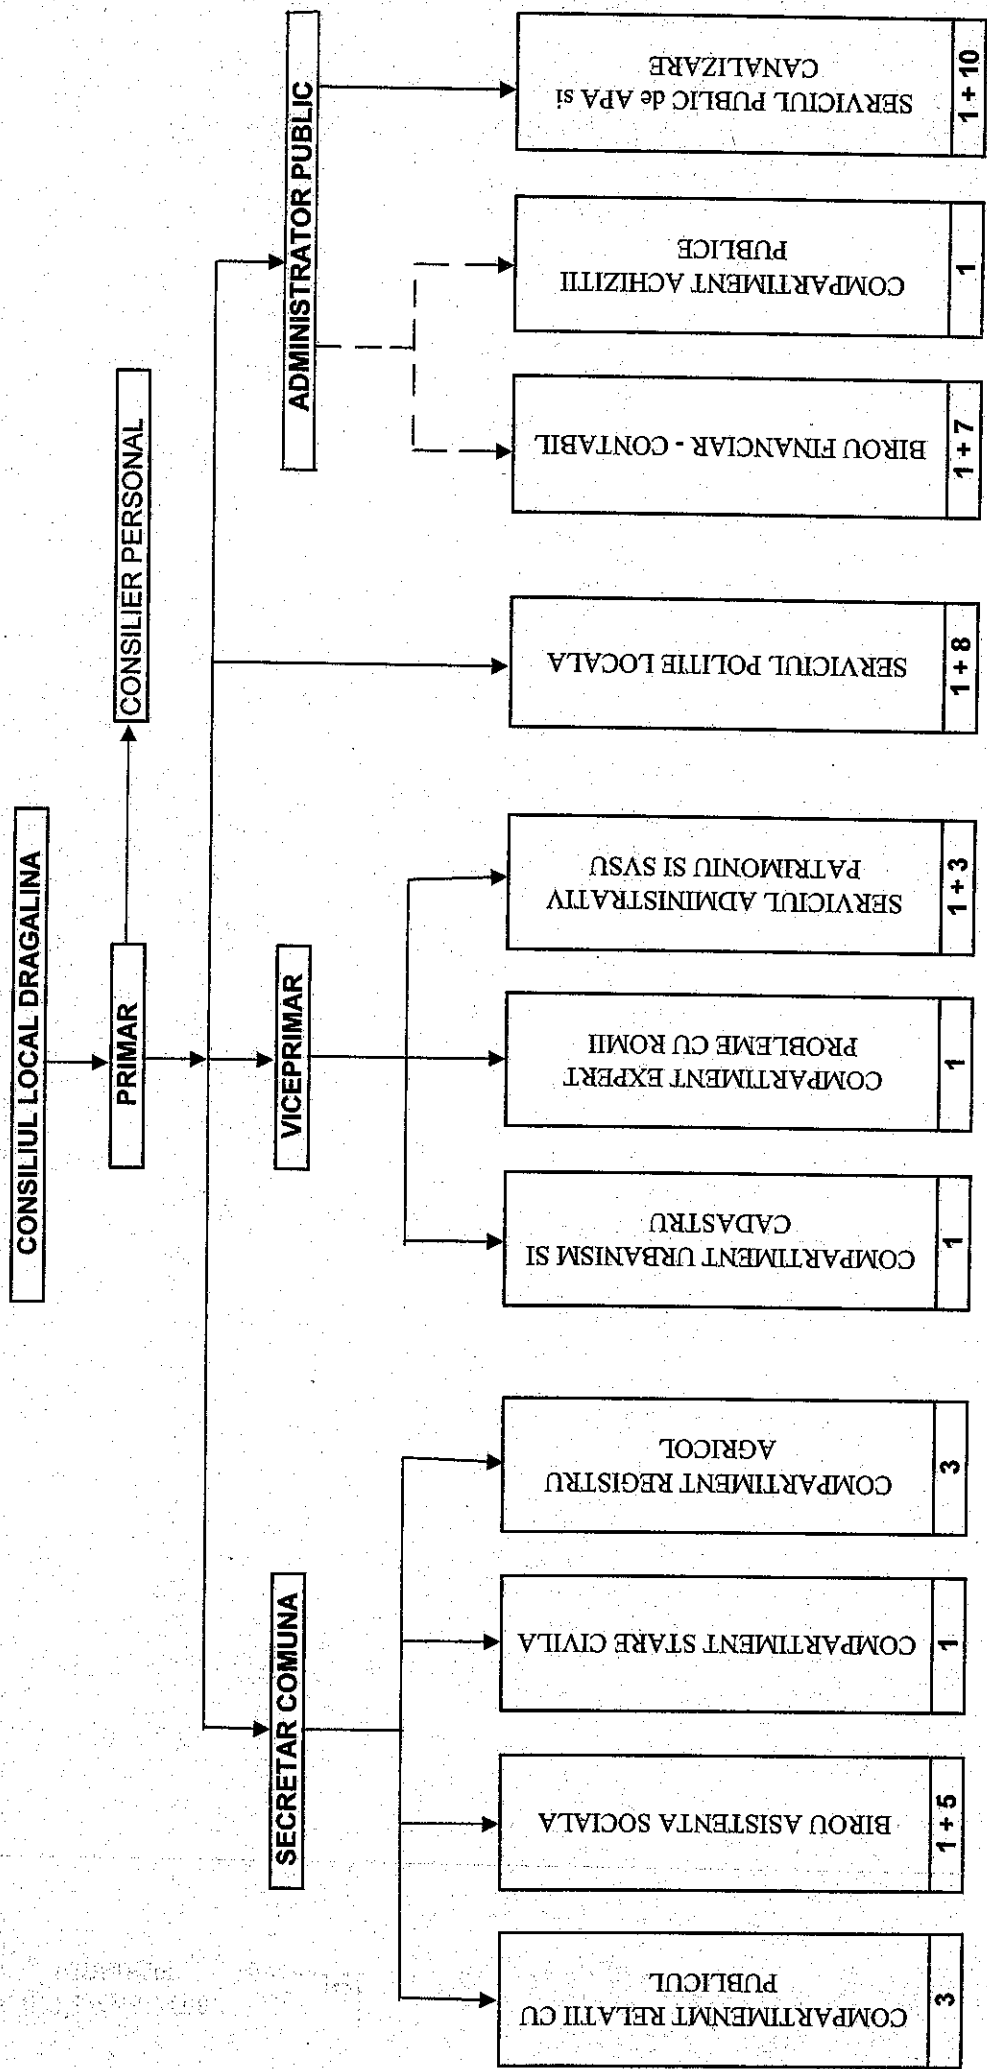 CONSILIUL LOCAL DRAGALINA
PRIMAR
CONSILIER PERSONAL
SECRETAR COMUNA
VICEPRIMAR
ADMINISTRATOR PUBLIC
COMPARTIMENMT RELATII CU
PUBLICUL
3
BIROU ASISTENTA SOCIALA
1 + 5
COMPARTIMENT STARE CIVILA
1
COMPARTIMENT REGISTRU
AGRICOL
3
COMPARTIMENT URBANISM SI
CADASTRU
1
COMPARTIMENT EXPERT
PROBLEME CU ROMII
1
SERVICIUL ADMINISTRATIV
PATRIMONIU SI SVSU
1 + 3
SERVICIUL POLITIE LOCALA
1 + 8
BIROU FINANCIAR - CONTABIL
1 + 7
COMPARTIMENT ACHIZITII
PUBLICE
1
SERVICIUL PUBLIC de APA si
CANALIZARE
1 + 10